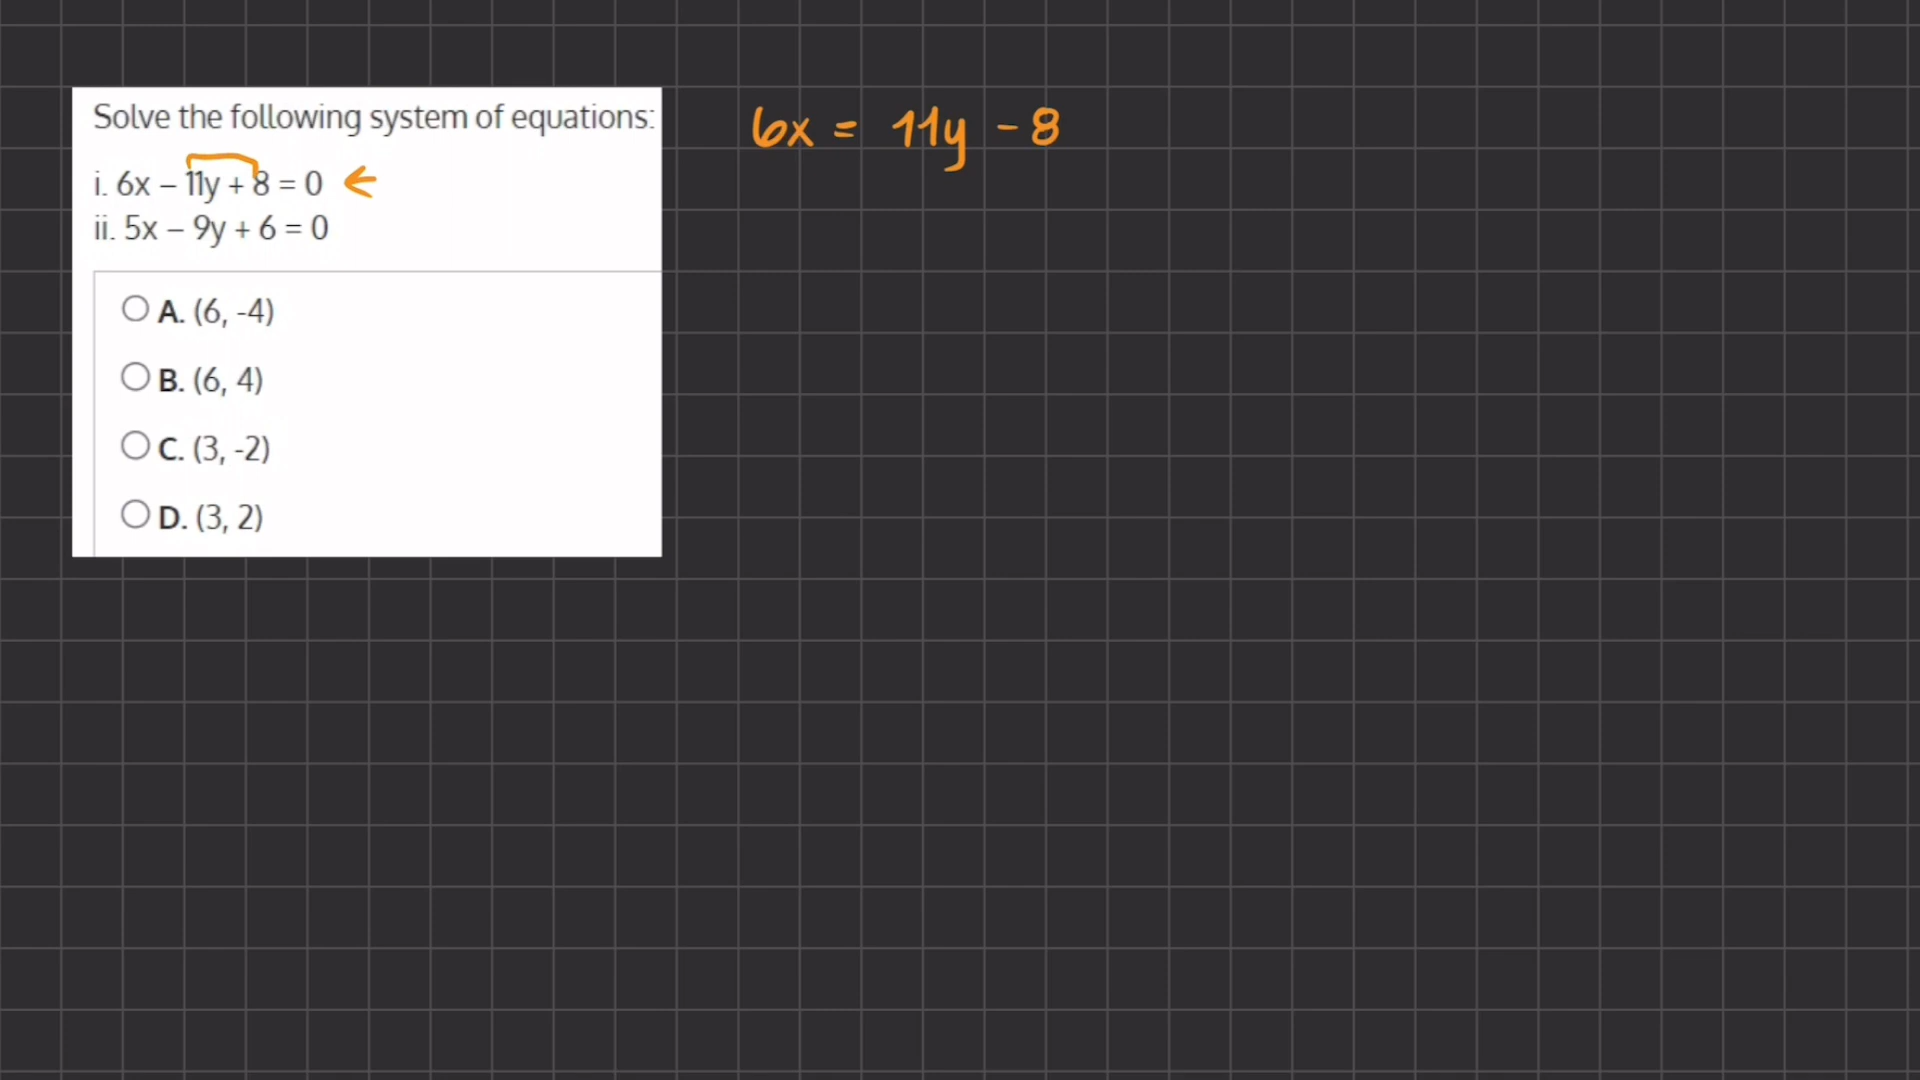 Solve the following system of equations:
i. 6x – 11y + 8 = 0
ii. 5x – 9y + 6 = 0
A. (6, -4)
B. (6, 4)
C. (3, -2)
D. (3, 2)
6x = 11y - 8